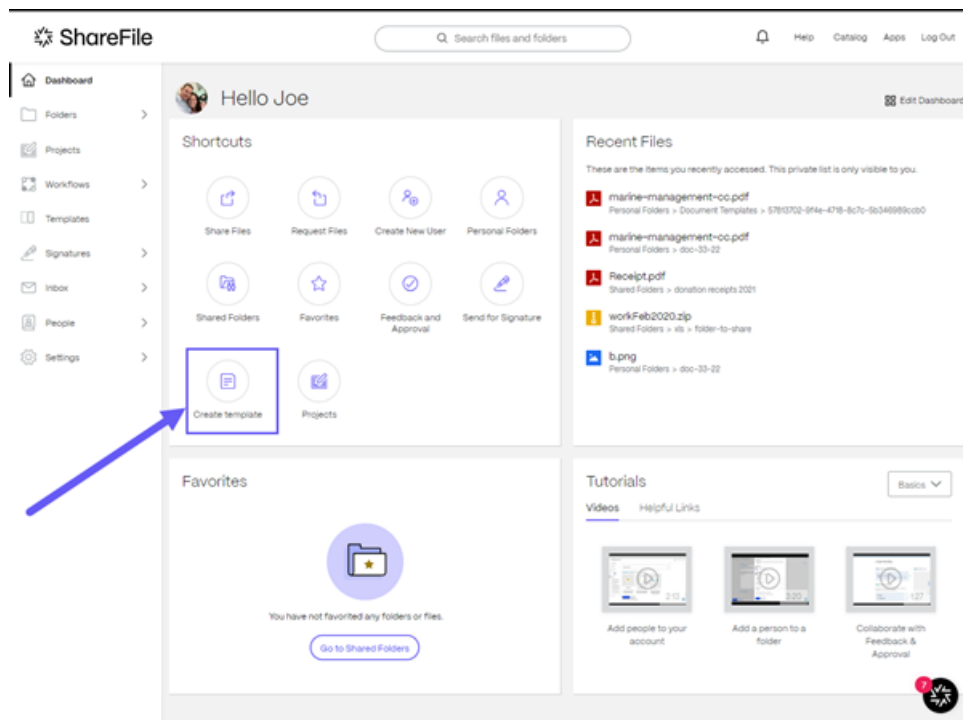 ShareFile
Search files and folders
Help
Catalog
Apps
Log Out
Dashboard
Folders
Projects
Workflows
Templates
Signatures
Inbox
People
Settings
Hello Joe
Edit Dashboard
Shortcuts
Share Files
Request Files
Create New User
Personal Folders
Shared Folders
Favorites
Feedback and
Approval
Send for Signature
Create template
Projects
Recent Files
These are the items you recently accessed. This private list is only visible to you.
marine-management-cc.pdf
Personal Folders > Document Templates > 57813702-9f4e-4718-8c7c-5b346989ccb0
marine-management-cc.pdf
Personal Folders > doc-33-22
Receipt.pdf
Shared Folders > donation receipts 2021
workFeb2020.zip
Shared Folders > xls > folder-to-share
b.png
Personal Folders > doc-33-22
Favorites
You have not favorited any folders or files.
Go to Shared Folders
Tutorials
Basics
Videos
Helpful Links
2:13
3:20
1:27
Add people to your
account
Add a person to a
folder
Collaborate with
Feedback &
Approval
7